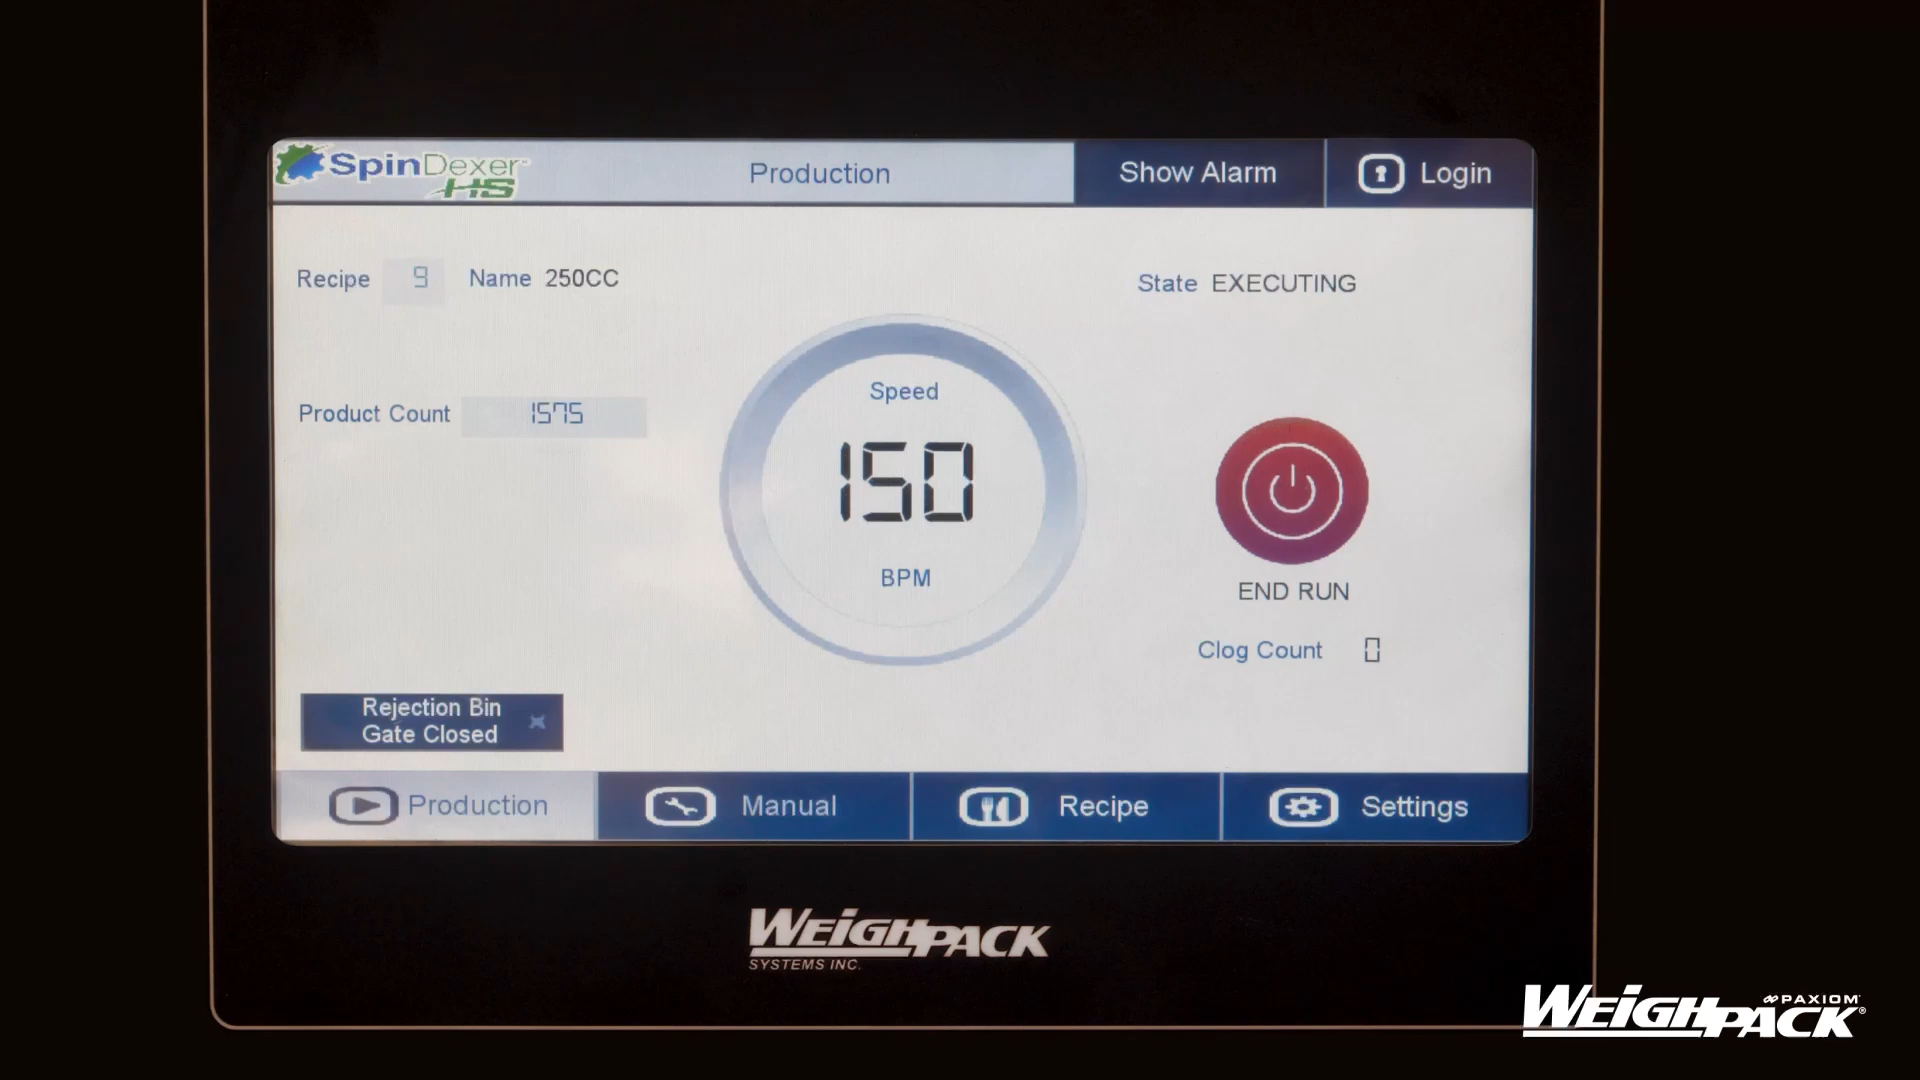 SpinDexer HS
Production
Show Alarm
Login
Recipe 9 Name 250CC
State EXECUTING
Product Count 1575
Speed
150
BPM
END RUN
Clog Count 0
Rejection Bin
Gate Closed
Production
Manual
Recipe
Settings
WEIGHPACK
SYSTEMS INC.
PAXIOM
WEIGHPACK®